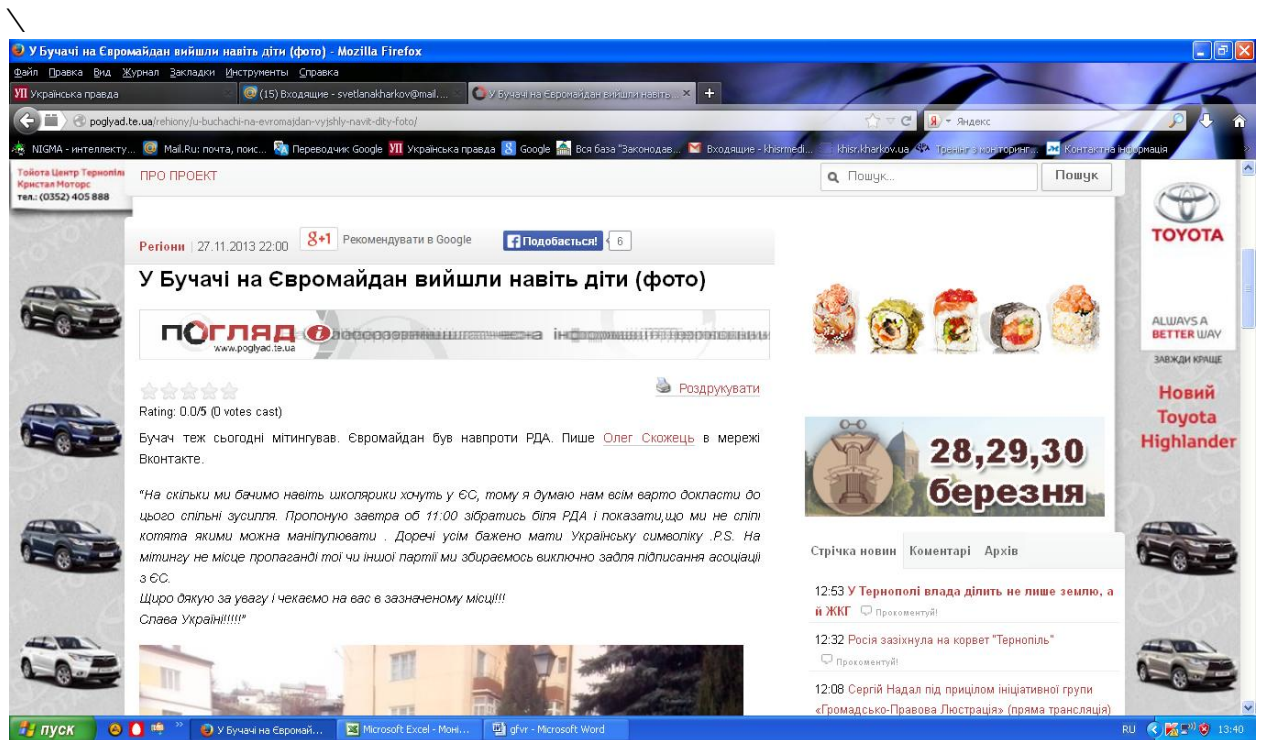 \
У Бучачі на Євромайдан вийшли навіть діти (фото) - Mozilla Firefox
Файл Правка Вид Журнал Закладки Инструменты Справка
УП Українська правда
(15) Входящие - svetlanakharkov@mail....
У Бучачі на Євромайдан вийшли навіть ...
poglyad.te.ua/rehiony/u-buchachi-na-evromajdan-vyjshly-navit-dity-foto/
Яндекс
NIGMA - интеллект... Mail.Ru: почта, поис... Переводчик Google УП Українська правда Google Вся база "Законодав... Входящие - khisrmedi... khisr.kharkov.ua Тренінг з моніторинг... Контактна інформація
Тойота Центр Тернопіль
Кристал Моторс
тел.: (0352) 405 888
ПРО ПРОЕКТ
Пошук...
Пошук
Регіони | 27.11.2013 22:00
g+1 Рекомендувати в Google
Подобається! 6
У Бучачі на Євромайдан вийшли навіть діти (фото)
ПОГЛЯД
www.poglyad.te.ua
Роздрукувати
Rating: 0.0/5 (0 votes cast)
Бучач теж сьогодні мітингував. Євромайдан був навпроти РДА. Пише Олег Скожець в мережі
Вконтакте.
"На скільки ми бачимо навіть школярики хочуть у ЄС, тому я думаю нам всім варто докласти до
цього спільні зусилля. Пропоную завтра об 11:00 зібратись біля РДА і показати,що ми не сліпі
котята якими можна маніпулювати . Доречі усім бажено мати Українську символіку .P.S. На
мітингу не місце пропаганді тої чи іншої партії ми збираємось виключно задля підписання асоціації
з ЄС.
Щиро дякую за увагу і чекаємо на вас в зазначеному місці!!!
Слава Україні!!!!!"
28,29,30
березня
Стрічка новин Коментарі Архів
12:53 У Тернополі влада ділить не лише землю, а
й ЖКГ Прокоментуй!
12:32 Росія зазіхнула на корвет "Тернопіль"
Прокоментуй!
12:08 Сергій Надал під прицілом ініціативної групи
«Громадсько-Правова Люстрація» (пряма трансляція)
TOYOTA
ALWAYS A
BETTER WAY
ЗАВЖДИ КРАЩЕ
Новий
Toyota
Highlander
пуск
У Бучачі на Євромай...
Microsoft Excel - Моні...
gfvr - Microsoft Word
RU
13:40